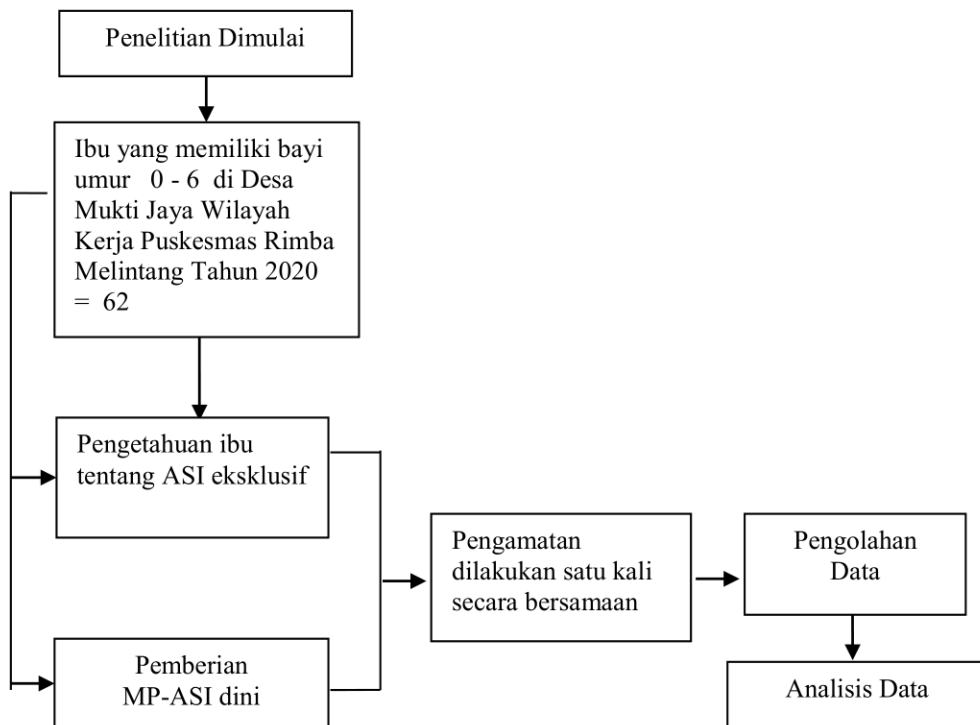 Penelitian Dimulai
Ibu yang memiliki bayi
umur 0 - 6 di Desa
Mukti Jaya Wilayah
Kerja Puskesmas Rimba
Melintang Tahun 2020
= 62
Pengetahuan ibu
tentang ASI eksklusif
Pemberian
MP-ASI dini
Pengamatan
dilakukan satu kali
secara bersamaan
Pengolahan
Data
Analisis Data